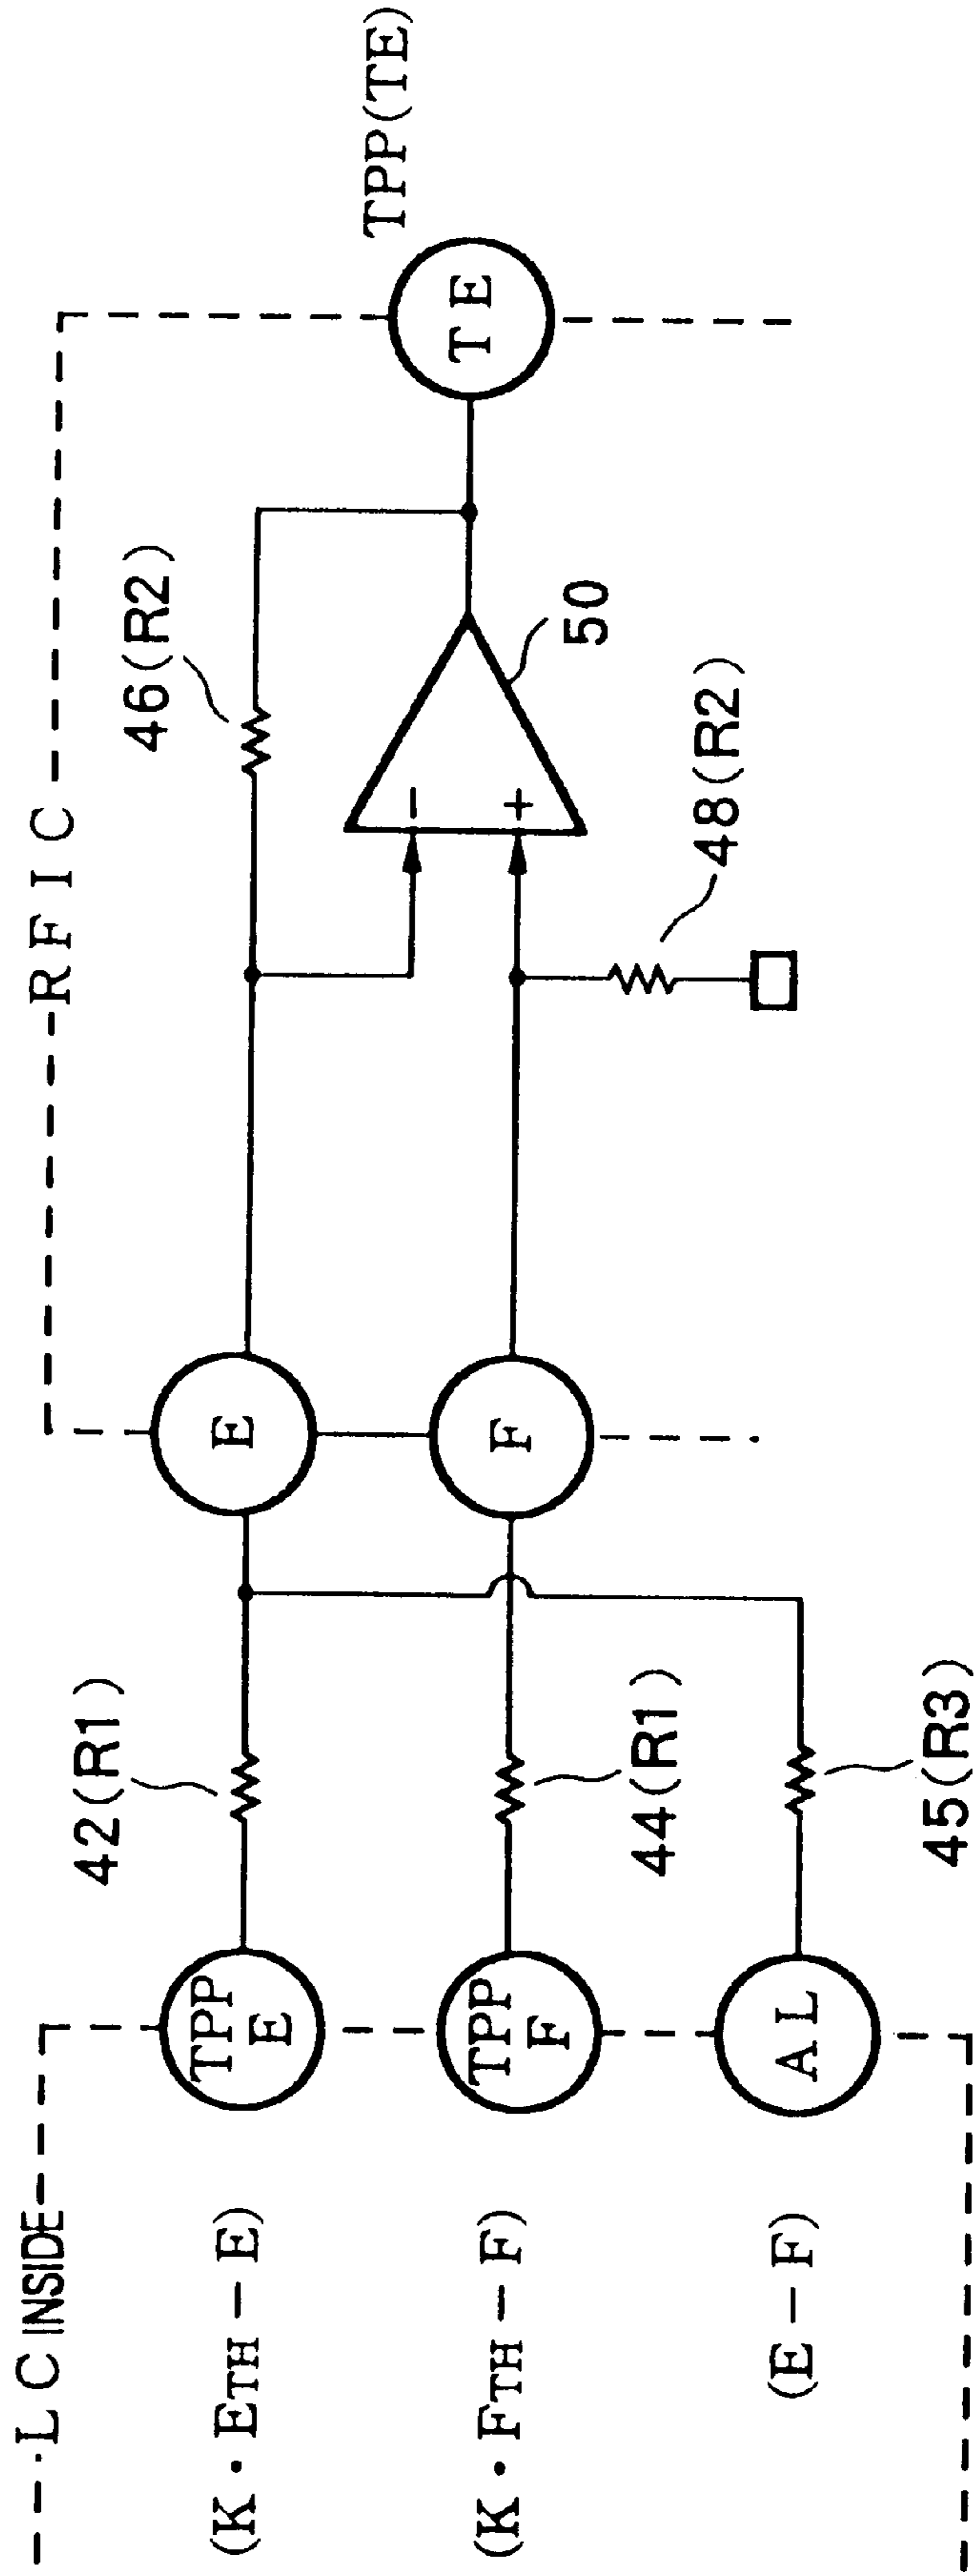 L C INSIDE
R F I C
(K・ETH－E)
TPP
E
42(R1)
E
46(R2)
(K・FTH－F)
TPP
F
44(R1)
F
－
＋
50
T E
TPP(TE)
48(R2)
(E－F)
A L
45(R3)